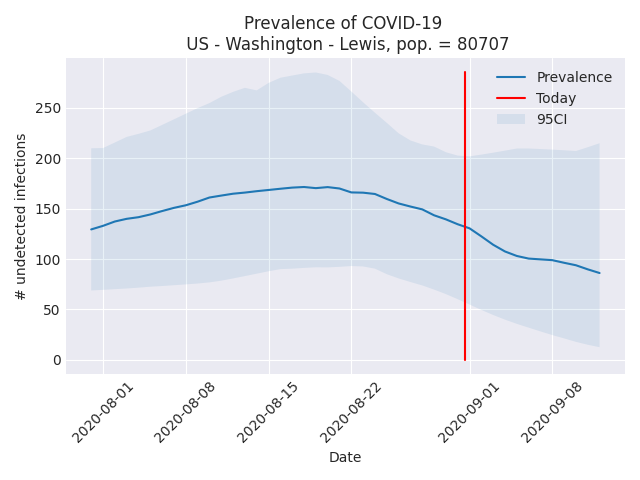 Prevalence of COVID-19
US - Washington - Lewis, pop. = 80707
Prevalence
Today
95CI
# undetected infections
250
200
150
100
50
0
2020-08-01
2020-08-08
2020-08-15
2020-08-22
2020-09-01
2020-09-08
Date